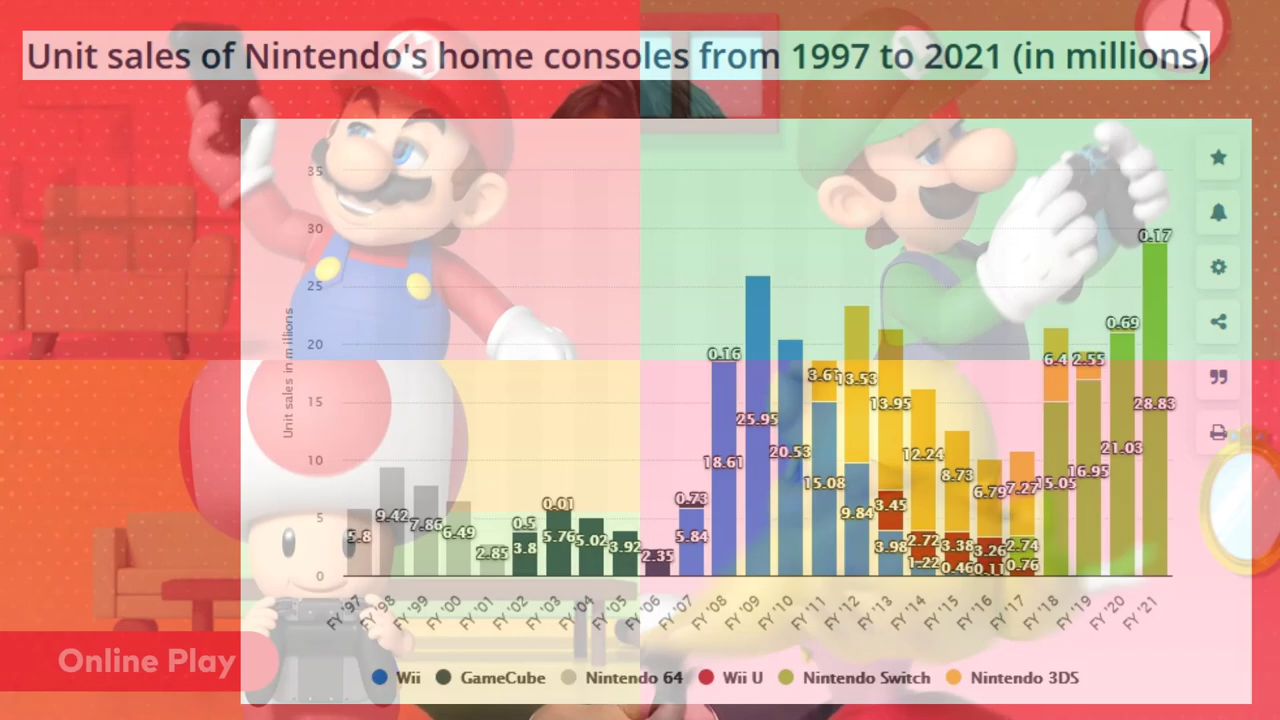 Unit sales of Nintendo's home consoles from 1997 to 2021 (in millions)
Unit sales in millions
35
30
25
20
15
10
5
0
5.8
9.42
7.86
6.49
2.85
0.5
3.8
0.01
5.76
5.02
3.92
2.35
0.73
5.84
0.16
18.61
25.95
20.53
3.61
15.08
13.53
9.84
13.95
3.45
3.98
12.24
2.72
1.22
8.73
3.38
0.46
6.79
3.26
0.11
7.27
2.74
0.76
6.4
15.05
2.55
16.95
0.69
21.03
0.17
28.83
FY '97
FY '98
FY '99
FY '00
FY '01
FY '02
FY '03
FY '04
FY '05
FY '06
FY '07
FY '08
FY '09
FY '10
FY '11
FY '12
FY '13
FY '14
FY '15
FY '16
FY '17
FY '18
FY '19
FY '20
FY '21
Wii GameCube Nintendo 64 Wii U Nintendo Switch Nintendo 3DS
Online Play